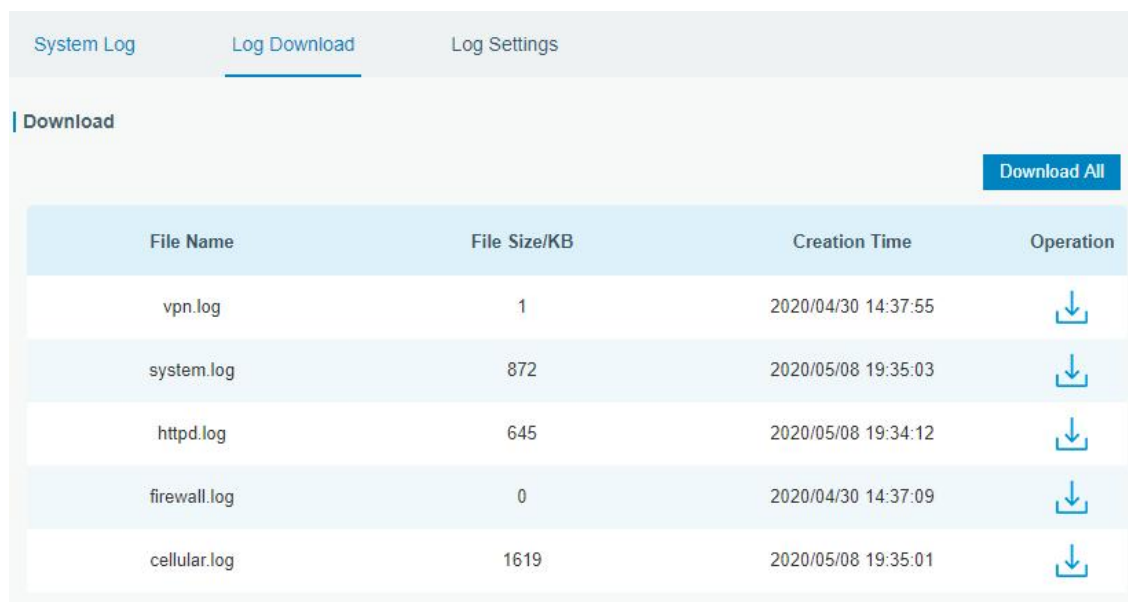 System Log Log Download Log Settings
Download
Download All
File Name File Size/KB Creation Time Operation
vpn.log 1 2020/04/30 14:37:55
system.log 872 2020/05/08 19:35:03
httpd.log 645 2020/05/08 19:34:12
firewall.log 0 2020/04/30 14:37:09
cellular.log 1619 2020/05/08 19:35:01